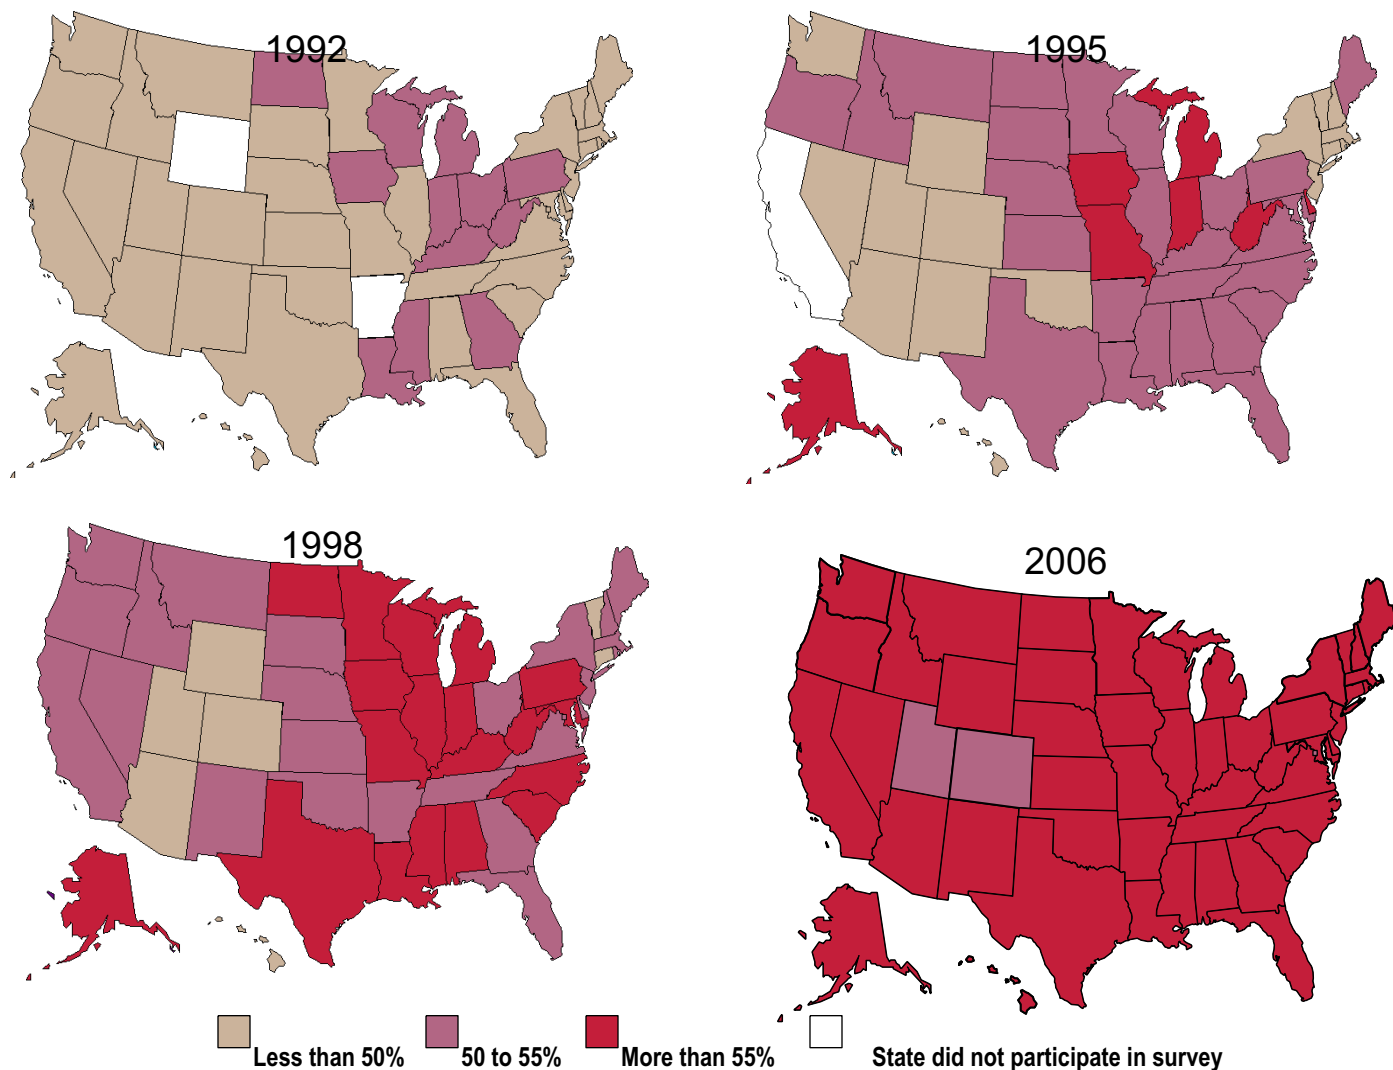 1992
1995
1998
2006
Less than 50%
50 to 55%
More than 55%
State did not participate in survey